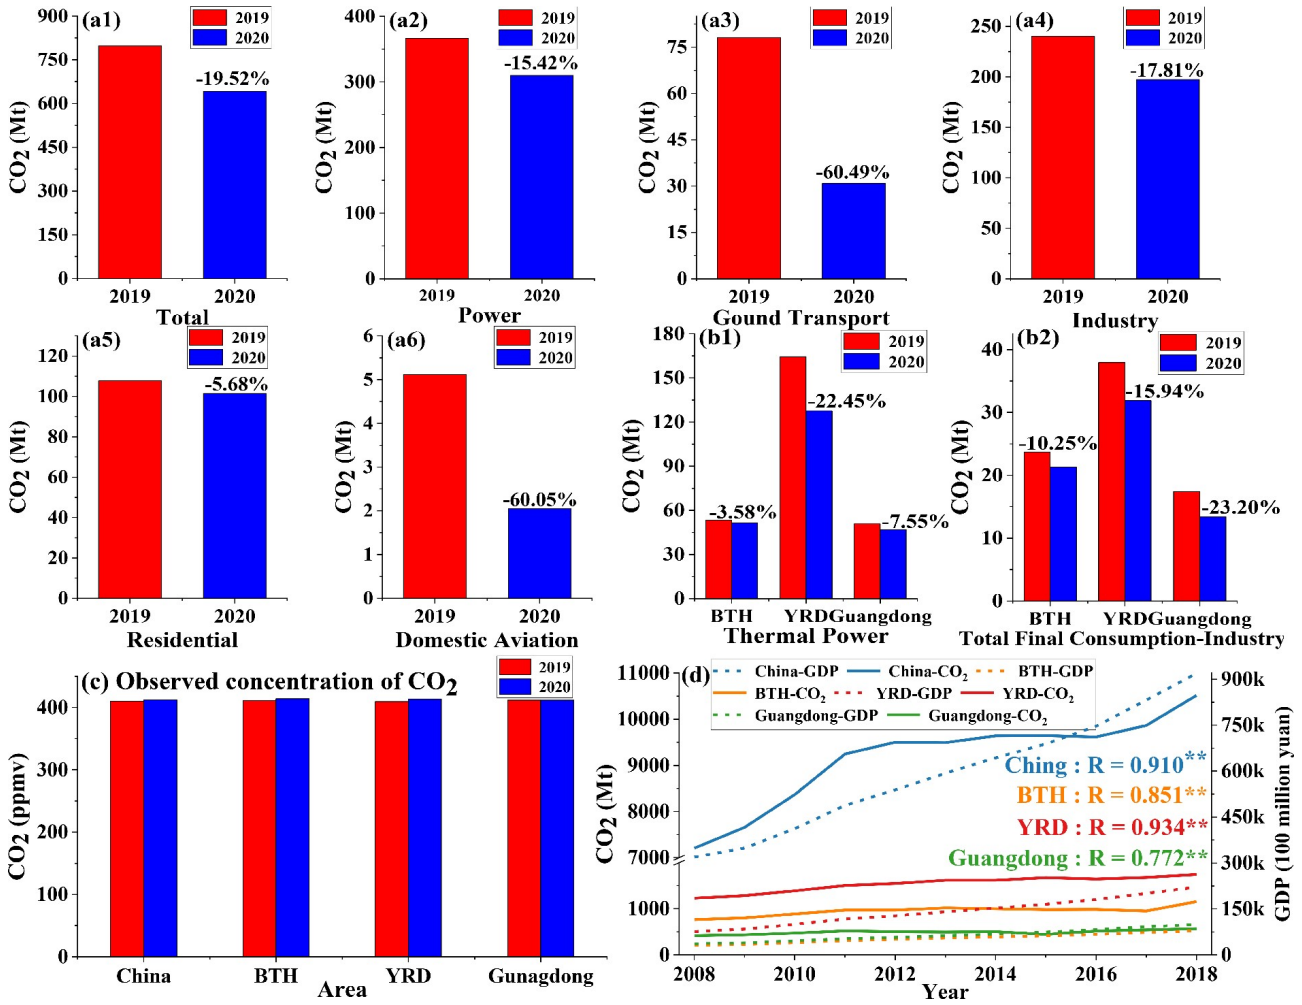 (a1)
2019
2020
-19.52%
CO2 (Mt)
900
750
600
450
300
150
0
2019 2020
Total
(a2)
2019
2020
-15.42%
CO2 (Mt)
400
300
200
100
0
2019 2020
Power
(a3)
2019
2020
-60.49%
CO2 (Mt)
75
60
45
30
15
0
2019 2020
Gound Transport
(a4)
2019
2020
-17.81%
CO2 (Mt)
250
200
150
100
50
0
2019 2020
Industry
(a5)
2019
2020
-5.68%
CO2 (Mt)
120
100
80
60
40
20
0
2019 2020
Residential
(a6)
2019
2020
-60.05%
CO2 (Mt)
6
5
4
3
2
1
0
2019 2020
Domestic Aviation
(b1)
2019
2020
-22.45%
-3.58%
-7.55%
CO2 (Mt)
180
150
120
90
60
30
0
BTH YRD Guangdong
Thermal Power
(b2)
2019
2020
-15.94%
-10.25%
-23.20%
CO2 (Mt)
40
30
20
10
0
BTH YRD Guangdong
Total Final Consumption-Industry
(c) Observed concentration of CO2
2019
2020
CO2 (ppmv)
400
300
200
100
0
China BTH YRD Gunagdong
Area
(d)
China-GDP China-CO2 BTH-GDP
BTH-CO2 YRD-GDP YRD-CO2
Guangdong-GDP Guangdong-CO2
Ching : R = 0.910**
BTH : R = 0.851**
YRD : R = 0.934**
Guangdong : R = 0.772**
CO2 (Mt)
11000
10000
9000
8000
7000
1000
0
GDP (100 million yuan)
900k
750k
600k
450k
300k
150k
0
2008 2010 2012 2014 2016 2018
Year